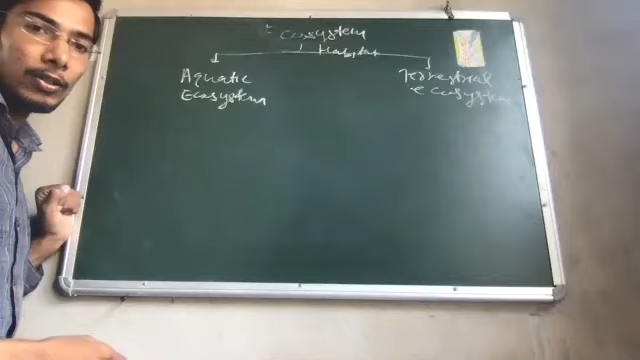 Ecosystem
Habitat
Aquatic
Ecosystem
Terrestrial
ecosystem